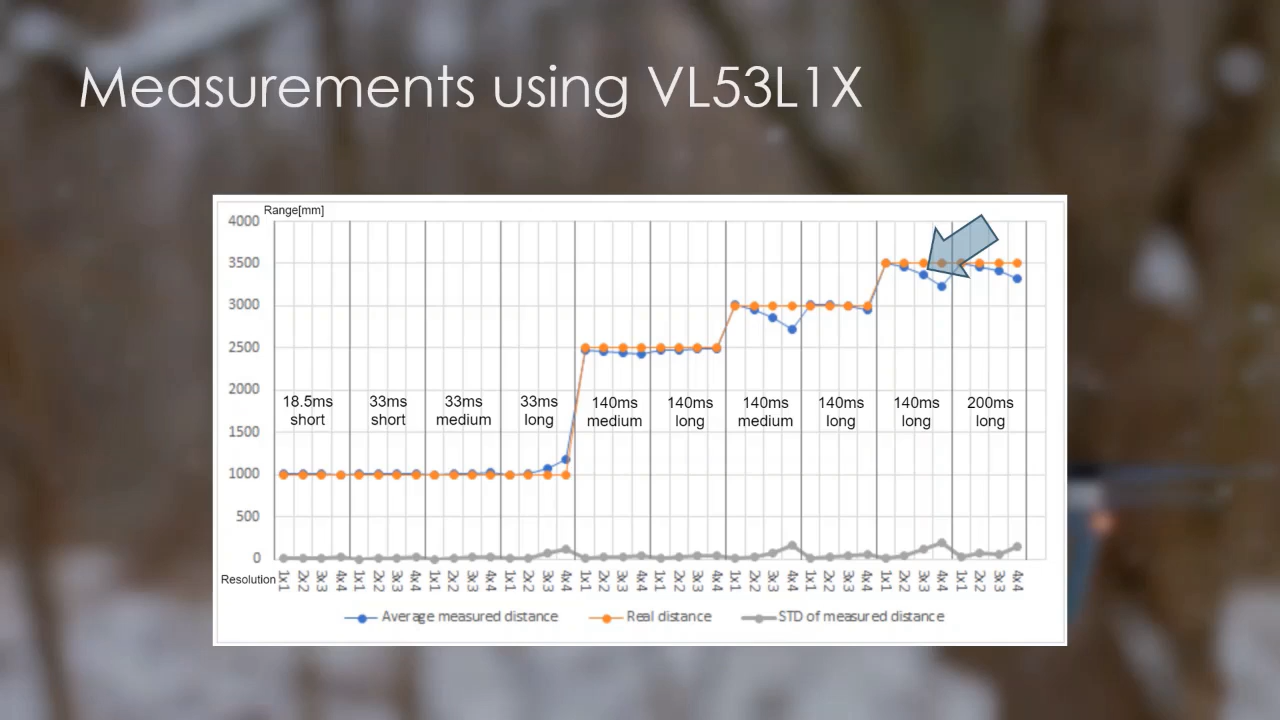 Measurements using VL53L1X
Range[mm]
4000
3500
3000
2500
2000
1500
1000
500
0
18.5ms
short
33ms
short
33ms
medium
33ms
long
140ms
medium
140ms
long
140ms
medium
140ms
long
140ms
long
200ms
long
Resolution 1x1 2x2 3x3 4x4 1x1 2x2 3x3 4x4 1x1 2x2 3x3 4x4 1x1 2x2 3x3 4x4 1x1 2x2 3x3 4x4 1x1 2x2 3x3 4x4 1x1 2x2 3x3 4x4 1x1 2x2 3x3 4x4 1x1 2x2 3x3 4x4 1x1 2x2 3x3 4x4
Average measured distance Real distance STD of measured distance